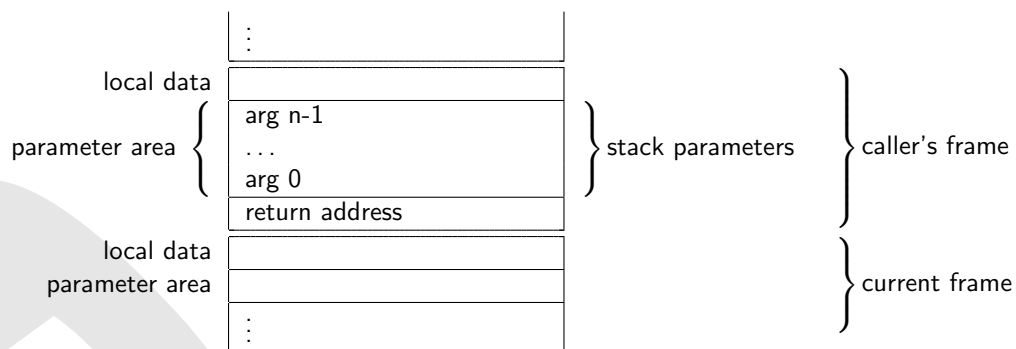 ⋮
local data
arg n-1
parameter area
. . .
stack parameters
caller's frame
arg 0
return address
local data
parameter area
current frame
⋮